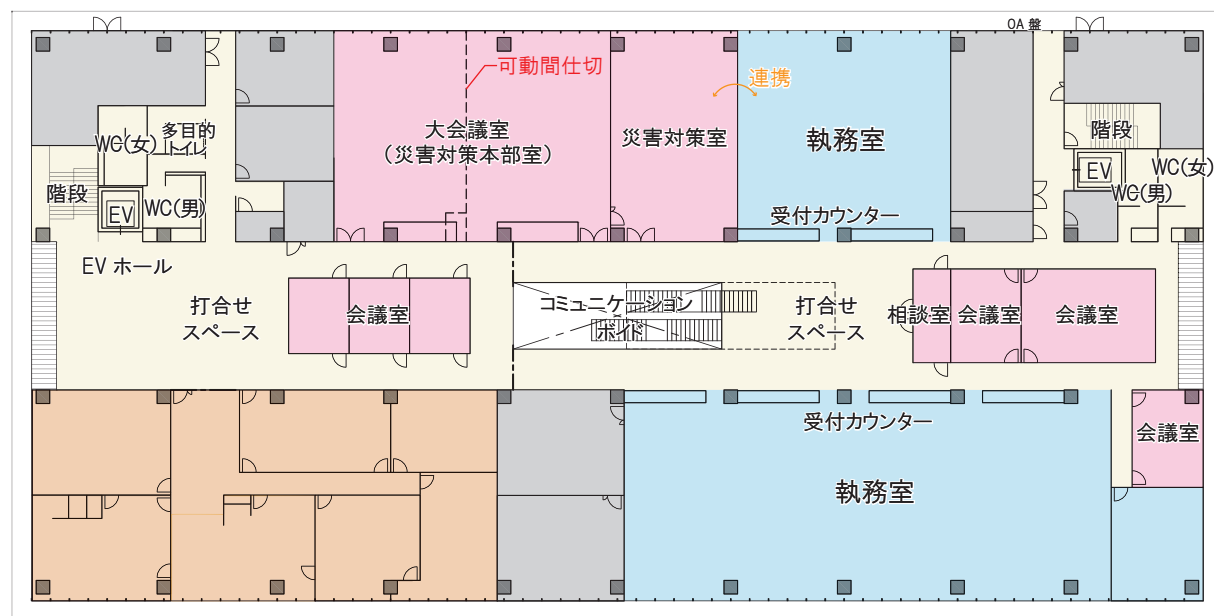 OA 盤
可動間仕切
連携
WC(女)
多目的
トイレ
大会議室
(災害対策本部室)
災害対策室
執務室
階段
EV
WC(女)
WC(男)
階段
EV
WC(男)
受付カウンター
EV ホール
打合せ
スペース
会議室
コミュニケーション
ボイド
打合せ
スペース
相談室
会議室
会議室
受付カウンター
会議室
執務室